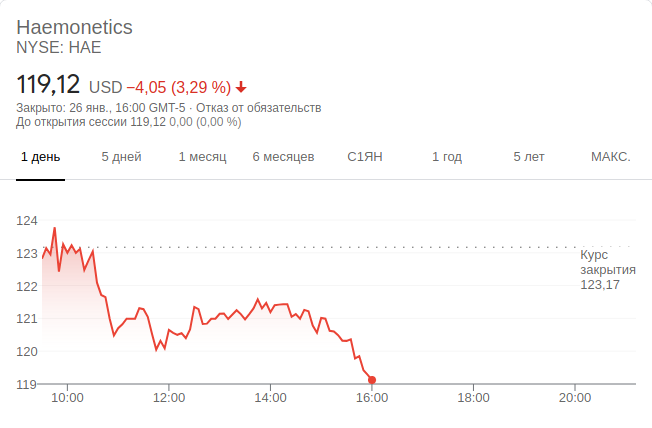 Haemonetics
NYSE: HAE
119,12 USD −4,05 (3,29 %)
Закрыто: 26 янв., 16:00 GMT-5 · Отказ от обязательств
До открытия сессии 119,12 0,00 (0,00 %)
1 день 5 дней 1 месяц 6 месяцев С1ЯН 1 год 5 лет МАКС.
124
123
122
121
120
119
Курс
закрытия
123,17
10:00 12:00 14:00 16:00 18:00 20:00